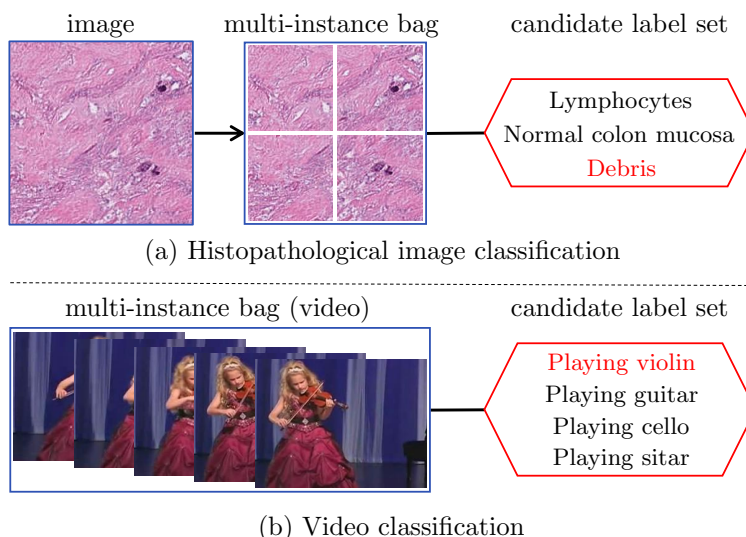 image
multi-instance bag
candidate label set
Lymphocytes
Normal colon mucosa
Debris
(a) Histopathological image classification
multi-instance bag (video)
candidate label set
Playing violin
Playing guitar
Playing cello
Playing sitar
(b) Video classification